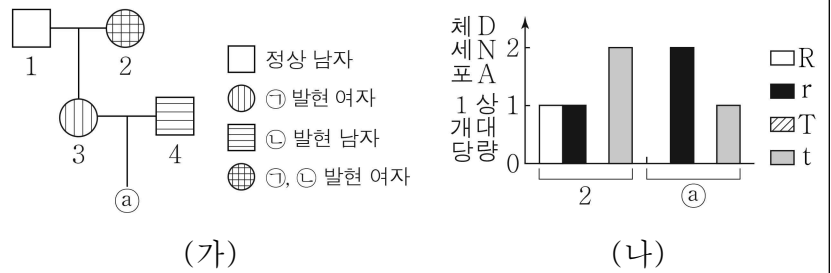 1
2
3
4
ⓐ
정상 남자
㉠ 발현 여자
㉡ 발현 남자
㉠, ㉡ 발현 여자
(가)
체세포 1개당
DNA 상대량
2
1
0
2
ⓐ
R
r
T
t
(나)